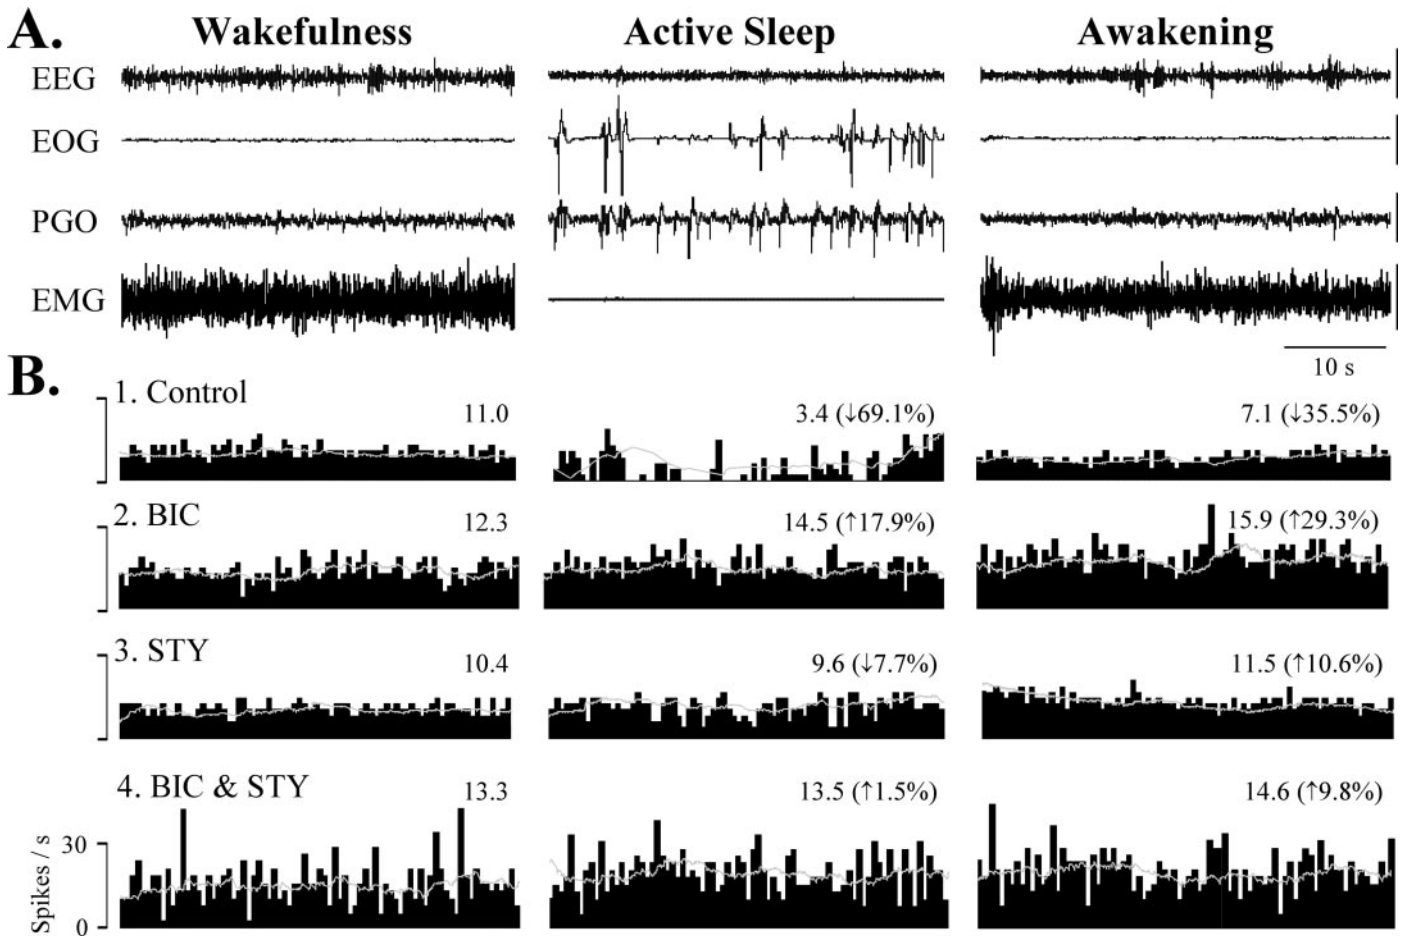 A.
Wakefulness Active Sleep Awakening
EEG
EOG
PGO
EMG
10 s
B.
1. Control 11.0 3.4 (↓69.1%) 7.1 (↓35.5%)
2. BIC 12.3 14.5 (↑17.9%) 15.9 (↑29.3%)
3. STY 10.4 9.6 (↓7.7%) 11.5 (↑10.6%)
4. BIC & STY 13.3 13.5 (↑1.5%) 14.6 (↑9.8%)
Spikes / s
30
0